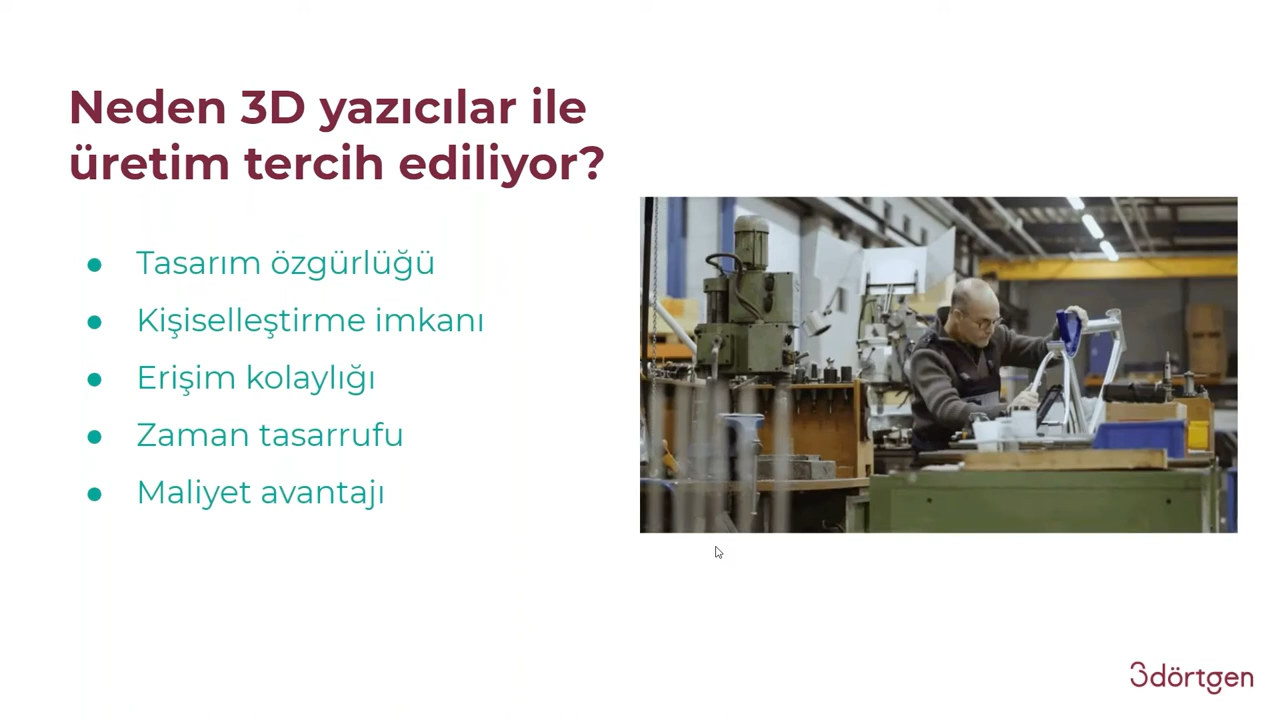 Neden 3D yazıcılar ile
üretim tercih ediliyor?
● Tasarım özgürlüğü
● Kişiselleştirme imkanı
● Erişim kolaylığı
● Zaman tasarrufu
● Maliyet avantajı
3dörtgen